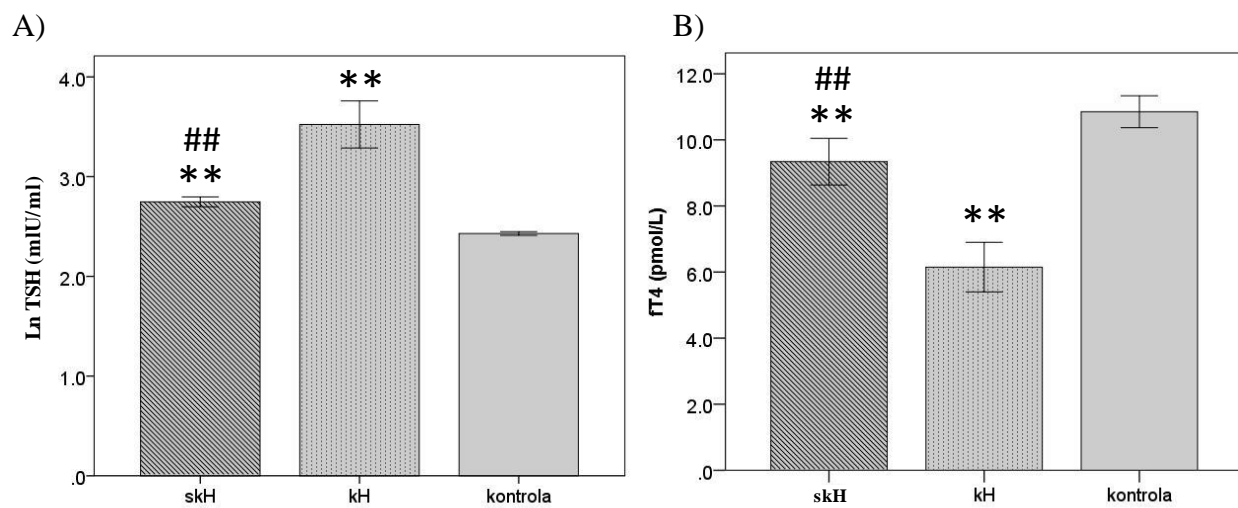 A)
Ln TSH (mIU/ml)
4.0
3.0
2.0
1.0
.0
##
**
**
skH
kH
kontrola
B)
fT4 (pmol/L)
12.0
10.0
8.0
6.0
4.0
2.0
.0
##
**
**
skH
kH
kontrola